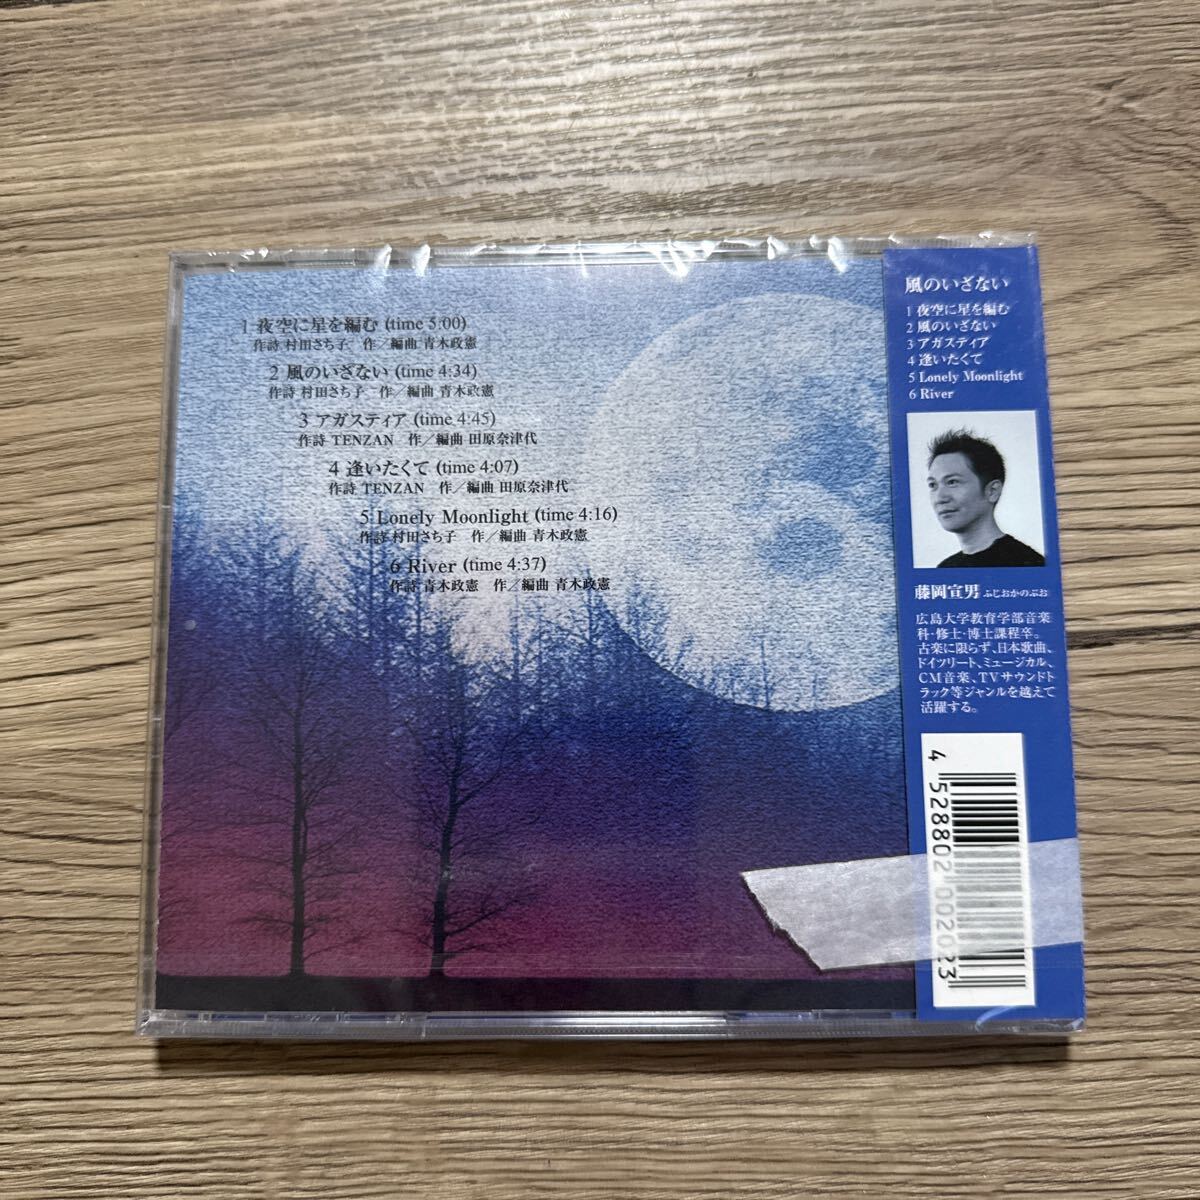 1 夜空に星を編む (time 5:00)
作詩 村田さち子　作／編曲 青木政憲
2 風のいざない (time 4:34)
作詩 村田さち子　作／編曲 青木政憲
3 アガスティア (time 4:45)
作詩 TENZAN　作／編曲 田原奈津代
4 逢いたくて (time 4:07)
作詩 TENZAN　作／編曲 田原奈津代
5 Lonely Moonlight (time 4:16)
作詩 村田さち子　作／編曲 青木政憲
6 River (time 4:37)
作詩 青木政憲　作／編曲 青木政憲
風のいざない
1 夜空に星を編む
2 風のいざない
3 アガスティア
4 逢いたくて
5 Lonely Moonlight
6 River
藤岡宣男 ふじおかのぶお
広島大学教育学部音楽
科・修士・博士課程卒。
古楽に限らず、日本歌曲、
ドイツリート、ミュージカル、
CM音楽、TVサウンドト
ラック等ジャンルを越えて
活躍する。
4 528802 002023